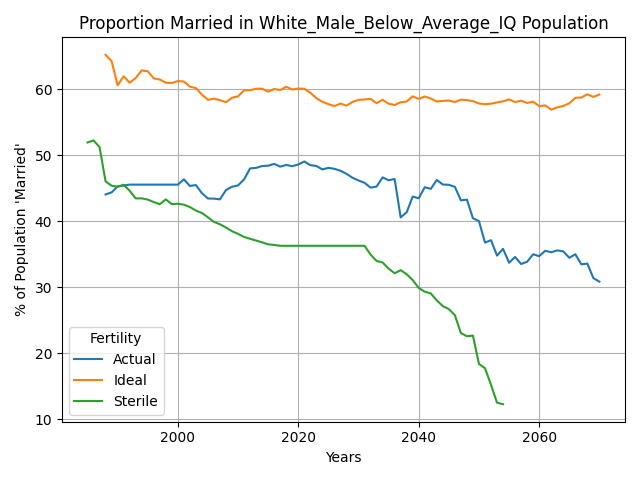 Proportion Married in White_Male_Below_Average_IQ Population
% of Population 'Married'
60
50
40
30
20
10
Fertility
Actual
Ideal
Sterile
2000
2020
2040
2060
Years